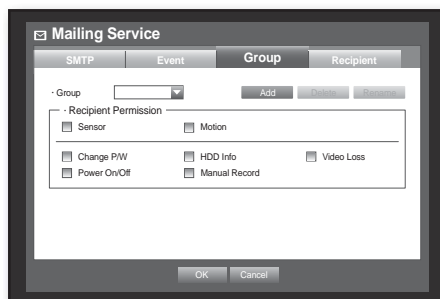 Mailing Service
SMTP Event Group Recipient
· Group Add Delete Rename
· Recipient Permission
Sensor Motion
Change P/W HDD Info Video Loss
Power On/Off Manual Record
OK Cancel